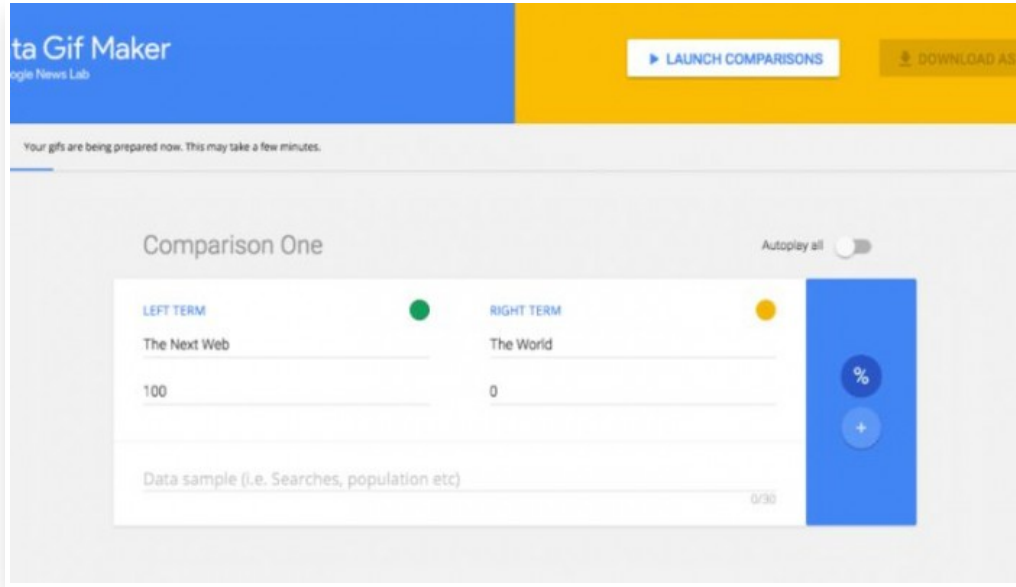 ta Gif Maker
ogle News Lab
LAUNCH COMPARISONS
DOWNLOAD AS
Your gifs are being prepared now. This may take a few minutes.
Comparison One
Autoplay all
LEFT TERM
RIGHT TERM
The Next Web
The World
100
0
%
+
Data sample (i.e. Searches, population etc)
0/30